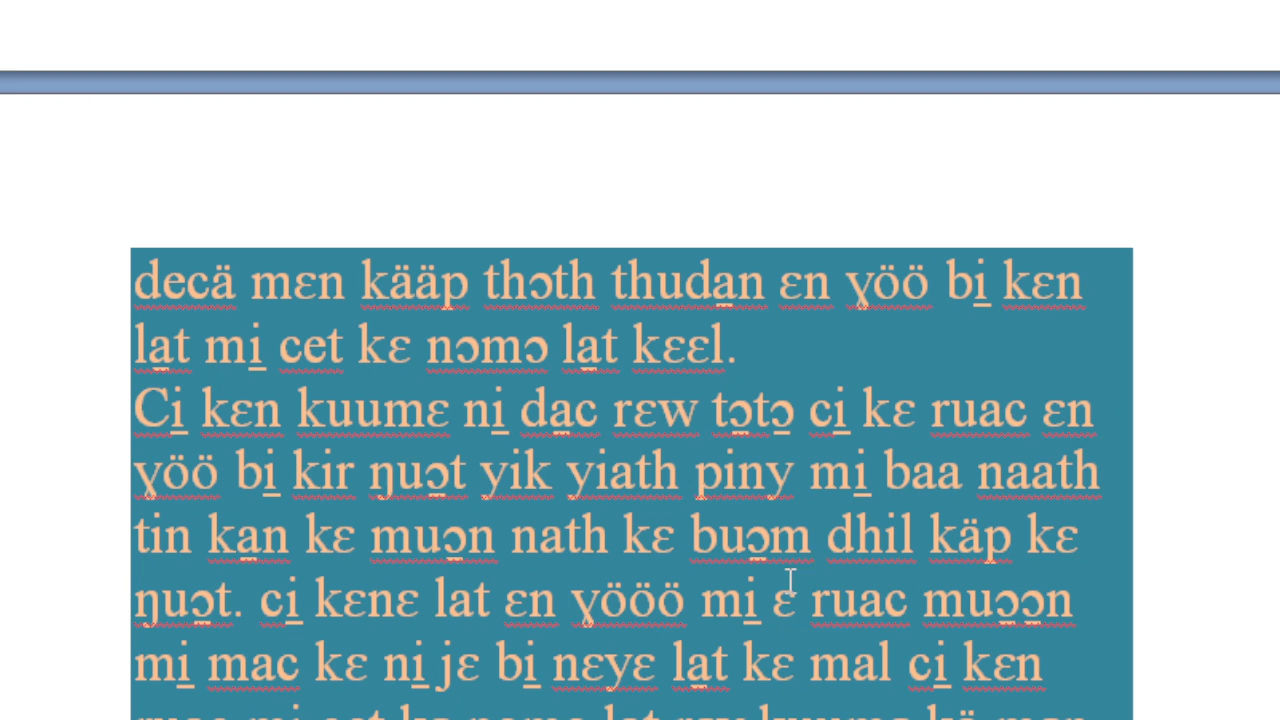 decä mɛn kääp thɔth thuda̱n ɛn ɣöö bi̱ kɛn
la̱t mi̱ cet kɛ nɔmɔ la̱t kɛɛl.
Ci̱ kɛn kuumɛ ni̱ da̱c rɛw tɔ̱tɔ̱ ci̱ kɛ ruac ɛn
ɣöö bi̱ kir ŋuɔ̱t yik yiath piny mi̱ baa naath
tin ka̱n kɛ muɔ̱n nath kɛ buɔ̱m dhil käp kɛ
ŋuɔ̱t. ci̱ kɛnɛ lat ɛn ɣööö mi̱ ɛ ruac muɔ̱ɔ̱n
mi̱ mac kɛ ni̱ jɛ bi̱ nɛyɛ la̱t kɛ mal ci̱ kɛn